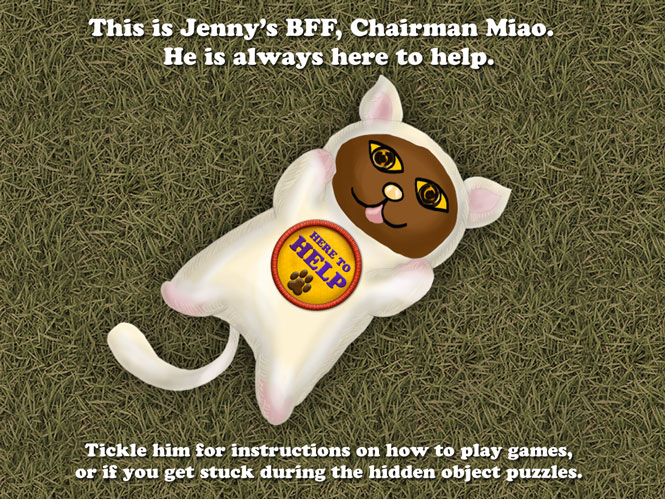 This is Jenny's BFF, Chairman Miao.
He is always here to help.
HERE TO
HELP
Tickle him for instructions on how to play games,
or if you get stuck during the hidden object puzzles.